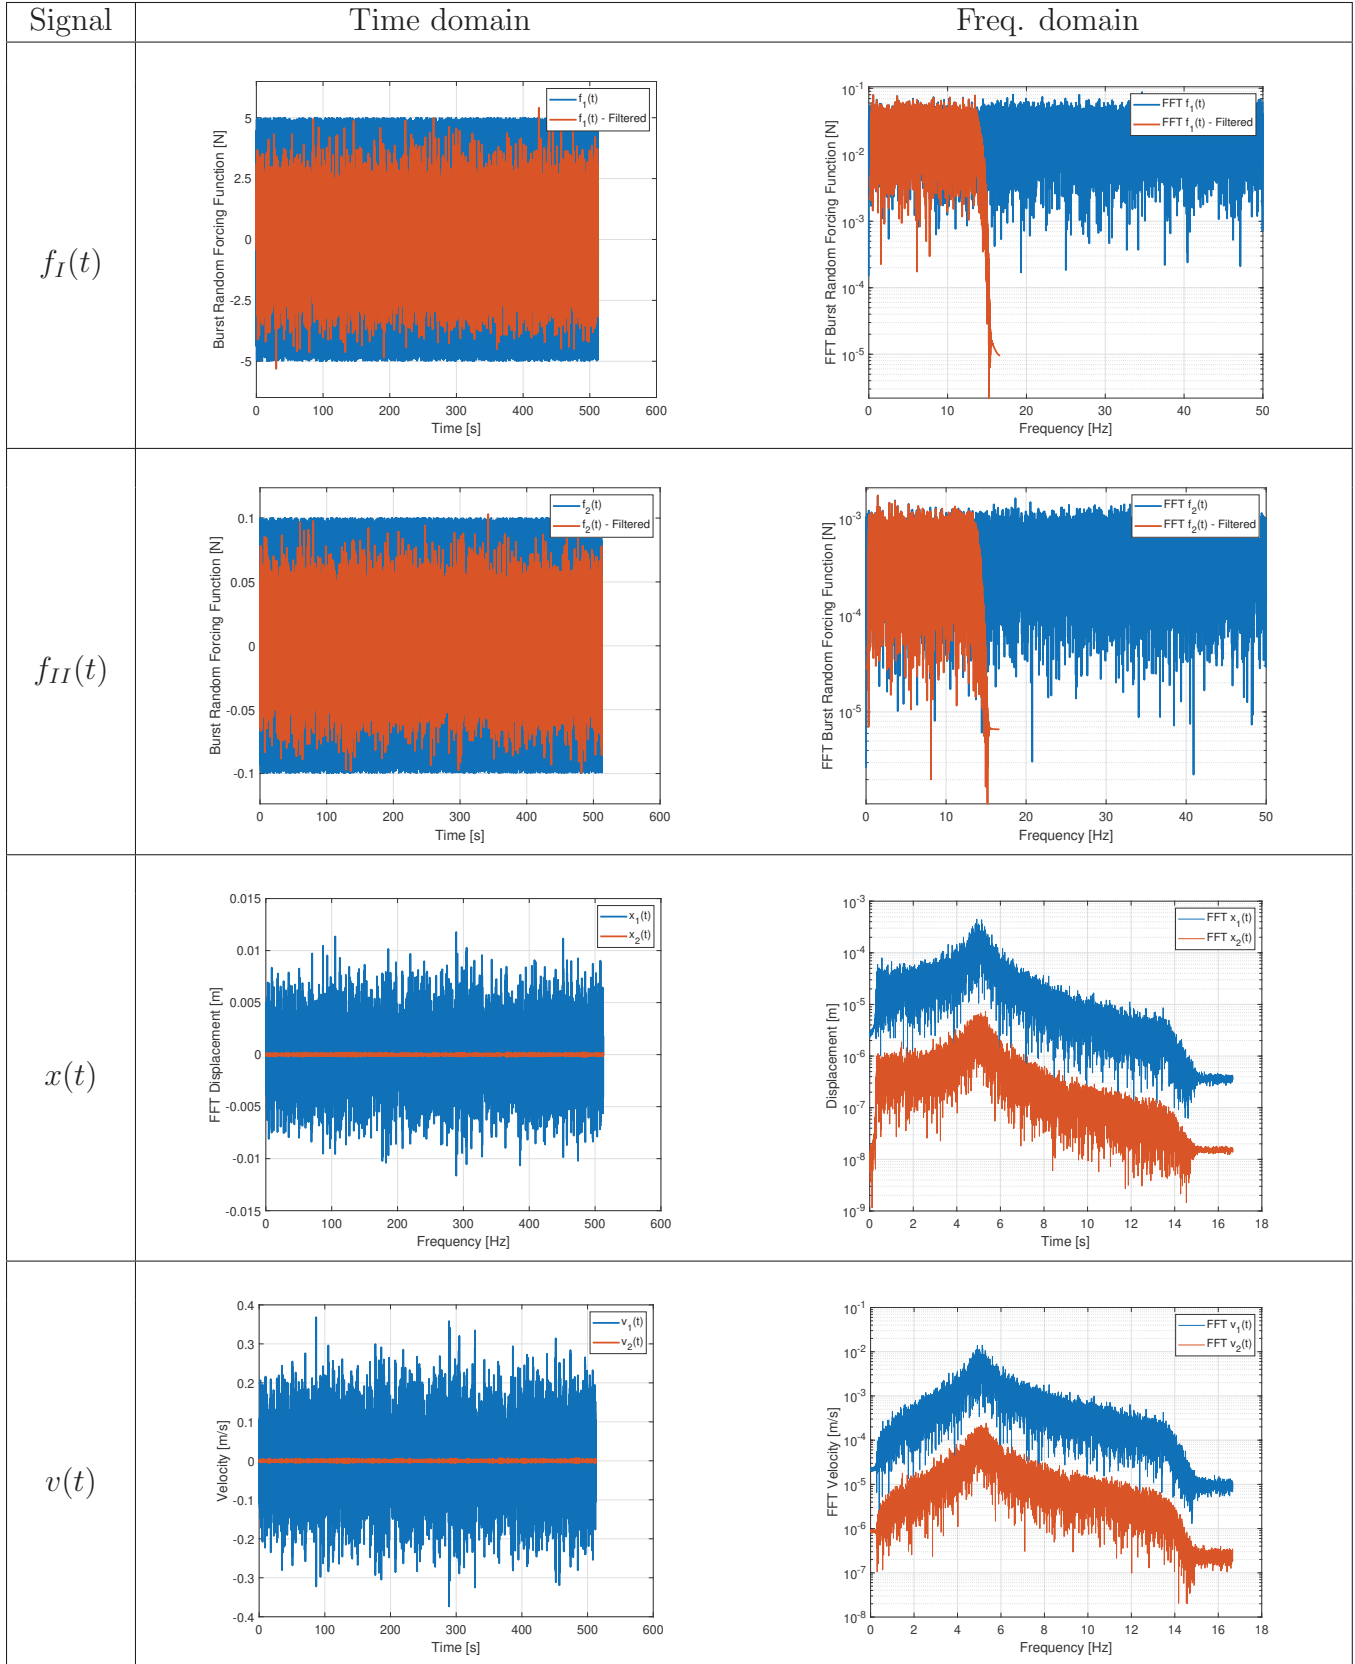 Signal Time domain Freq. domain
f_I(t)
Burst Random Forcing Function [N]
5
2.5
0
-2.5
-5
0 100 200 300 400 500 600
Time [s]
f_1(t)
f_1(t) - Filtered
FFT Burst Random Forcing Function [N]
10^-1
10^-2
10^-3
10^-4
10^-5
0 10 20 30 40 50
Frequency [Hz]
FFT f_1(t)
FFT f_1(t) - Filtered
f_II(t)
Burst Random Forcing Function [N]
0.1
0.05
0
-0.05
-0.1
0 100 200 300 400 500 600
Time [s]
f_2(t)
f_2(t) - Filtered
FFT Burst Random Forcing Function [N]
10^-3
10^-4
10^-5
0 10 20 30 40 50
Frequency [Hz]
FFT f_2(t)
FFT f_2(t) - Filtered
x(t)
FFT Displacement [m]
0.015
0.01
0.005
0
-0.005
-0.01
-0.015
0 100 200 300 400 500 600
Frequency [Hz]
x_1(t)
x_2(t)
Displacement [m]
10^-3
10^-4
10^-5
10^-6
10^-7
10^-8
10^-9
0 2 4 6 8 10 12 14 16 18
Time [s]
FFT x_1(t)
FFT x_2(t)
v(t)
Velocity [m/s]
0.4
0.3
0.2
0.1
0
-0.1
-0.2
-0.3
-0.4
0 100 200 300 400 500 600
Time [s]
v_1(t)
v_2(t)
FFT Velocity [m/s]
10^-1
10^-2
10^-3
10^-4
10^-5
10^-6
10^-7
10^-8
0 2 4 6 8 10 12 14 16 18
Frequency [Hz]
FFT v_1(t)
FFT v_2(t)